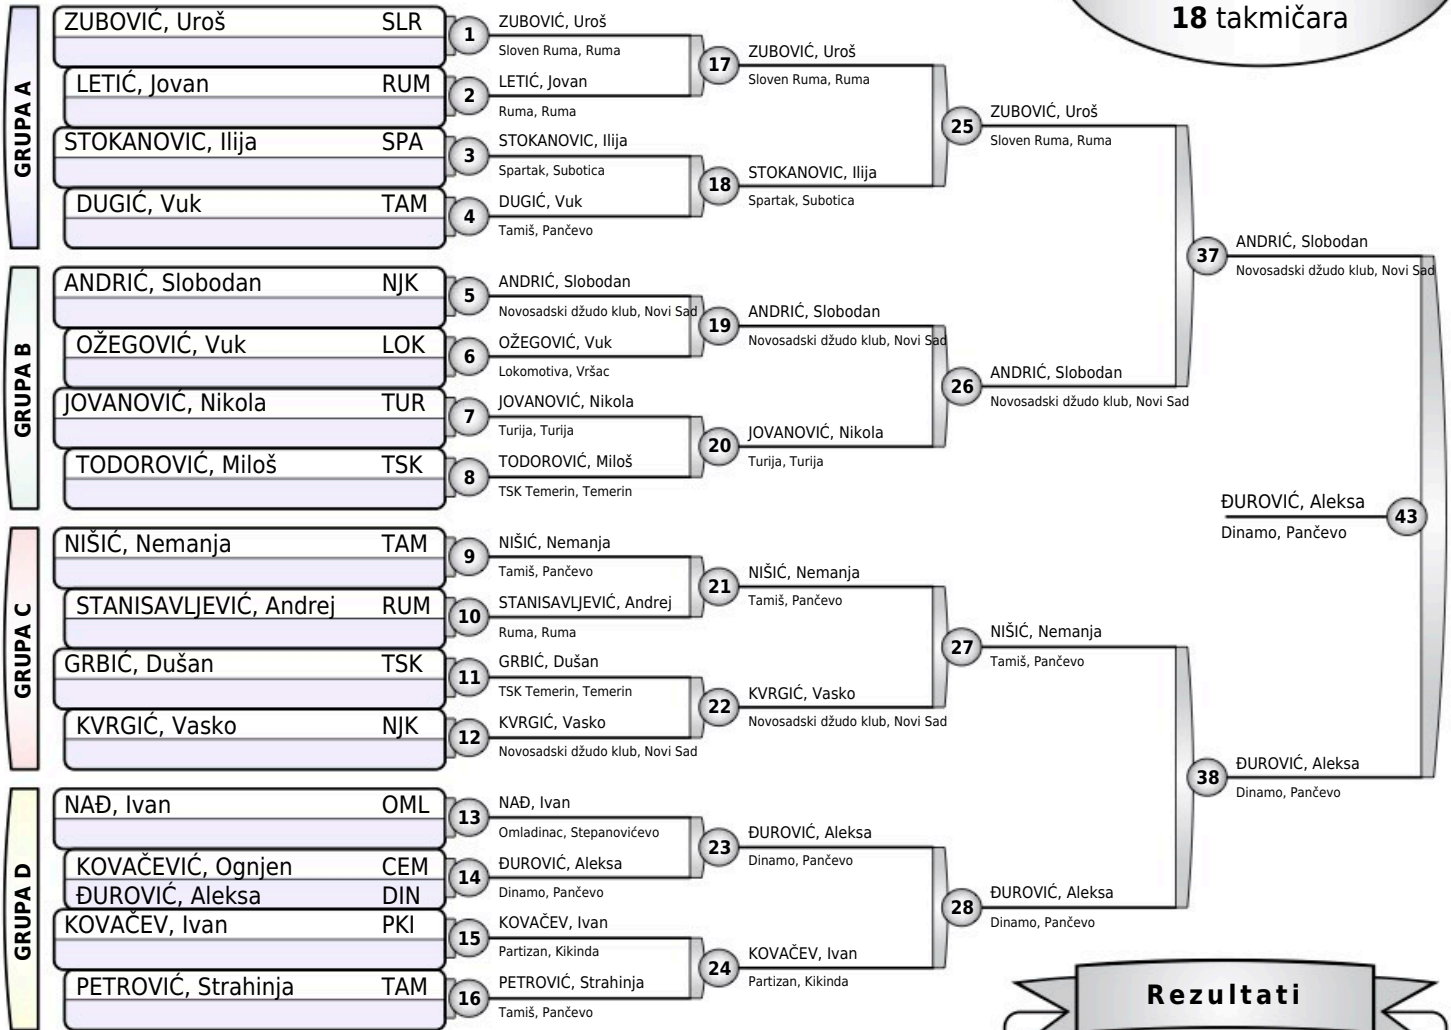 18 takmičara
GRUPA A
ZUBOVIĆ, Uroš SLR
LETIĆ, Jovan RUM
STOKANOVIC, Ilija SPA
DUGIĆ, Vuk TAM
GRUPA B
ANDRIĆ, Slobodan NJK
OŽEGOVIĆ, Vuk LOK
JOVANOVIĆ, Nikola TUR
TODOROVIĆ, Miloš TSK
GRUPA C
NIŠIĆ, Nemanja TAM
STANISAVLJEVIĆ, Andrej RUM
GRBIĆ, Dušan TSK
KVRGIĆ, Vasko NJK
GRUPA D
NAĐ, Ivan OML
KOVAČEVIĆ, Ognjen CEM
ĐUROVIĆ, Aleksa DIN
KOVAČEV, Ivan PKI
PETROVIĆ, Strahinja TAM
1
ZUBOVIĆ, Uroš
Sloven Ruma, Ruma
2
LETIĆ, Jovan
Ruma, Ruma
3
STOKANOVIC, Ilija
Spartak, Subotica
4
DUGIĆ, Vuk
Tamiš, Pančevo
5
ANDRIĆ, Slobodan
Novosadski džudo klub, Novi Sad
6
OŽEGOVIĆ, Vuk
Lokomotiva, Vršac
7
JOVANOVIĆ, Nikola
Turija, Turija
8
TODOROVIĆ, Miloš
TSK Temerin, Temerin
9
NIŠIĆ, Nemanja
Tamiš, Pančevo
10
STANISAVLJEVIĆ, Andrej
Ruma, Ruma
11
GRBIĆ, Dušan
TSK Temerin, Temerin
12
KVRGIĆ, Vasko
Novosadski džudo klub, Novi Sad
13
NAĐ, Ivan
Omladinac, Stepanovićevo
14
ĐUROVIĆ, Aleksa
Dinamo, Pančevo
15
KOVAČEV, Ivan
Partizan, Kikinda
16
PETROVIĆ, Strahinja
Tamiš, Pančevo
17
ZUBOVIĆ, Uroš
Sloven Ruma, Ruma
18
STOKANOVIC, Ilija
Spartak, Subotica
19
ANDRIĆ, Slobodan
Novosadski džudo klub, Novi Sad
20
JOVANOVIĆ, Nikola
Turija, Turija
21
NIŠIĆ, Nemanja
Tamiš, Pančevo
22
KVRGIĆ, Vasko
Novosadski džudo klub, Novi Sad
23
ĐUROVIĆ, Aleksa
Dinamo, Pančevo
24
KOVAČEV, Ivan
Partizan, Kikinda
25
ZUBOVIĆ, Uroš
Sloven Ruma, Ruma
26
ANDRIĆ, Slobodan
Novosadski džudo klub, Novi Sad
27
NIŠIĆ, Nemanja
Tamiš, Pančevo
28
ĐUROVIĆ, Aleksa
Dinamo, Pančevo
37
ANDRIĆ, Slobodan
Novosadski džudo klub, Novi Sad
38
ĐUROVIĆ, Aleksa
Dinamo, Pančevo
ĐUROVIĆ, Aleksa
43
Dinamo, Pančevo
Rezultati